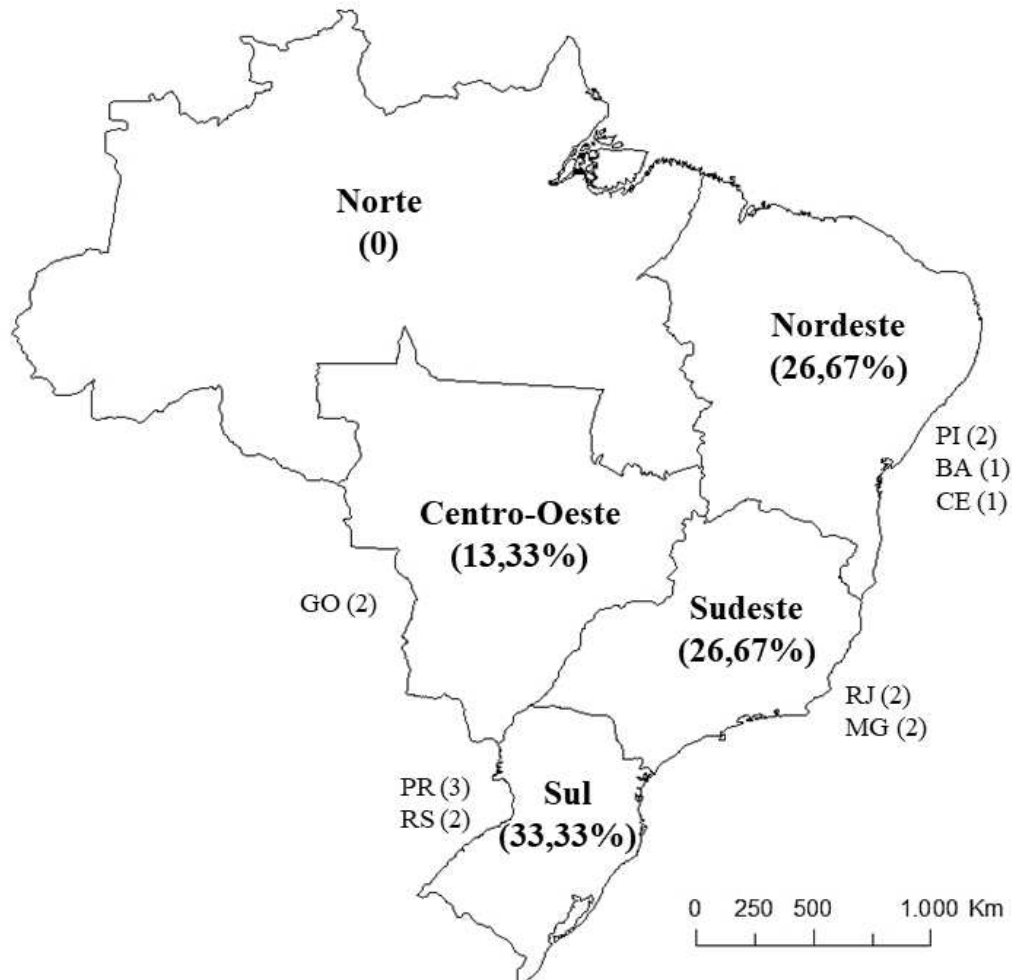 Norte
(0)
Nordeste
(26,67%)
PI (2)
BA (1)
CE (1)
Centro-Oeste
(13,33%)
GO (2)
Sudeste
(26,67%)
RJ (2)
MG (2)
PR (3)
RS (2)
Sul
(33,33%)
0 250 500 1.000 Km